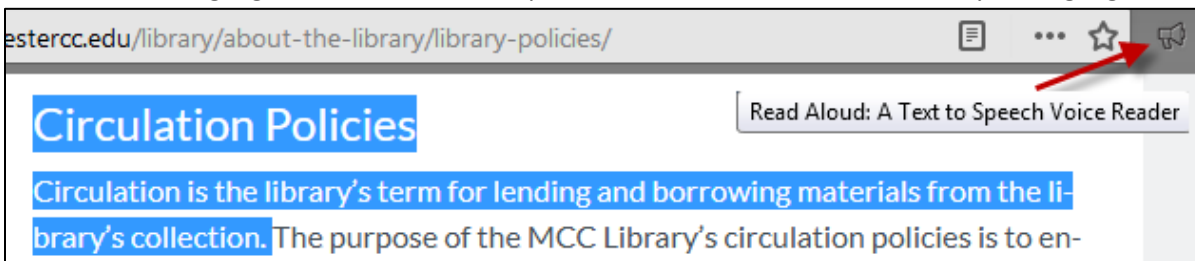 estercc.edu/library/about-the-library/library-policies/
Read Aloud: A Text to Speech Voice Reader
Circulation Policies
Circulation is the library’s term for lending and borrowing materials from the li-
brary’s collection. The purpose of the MCC Library’s circulation policies is to en-